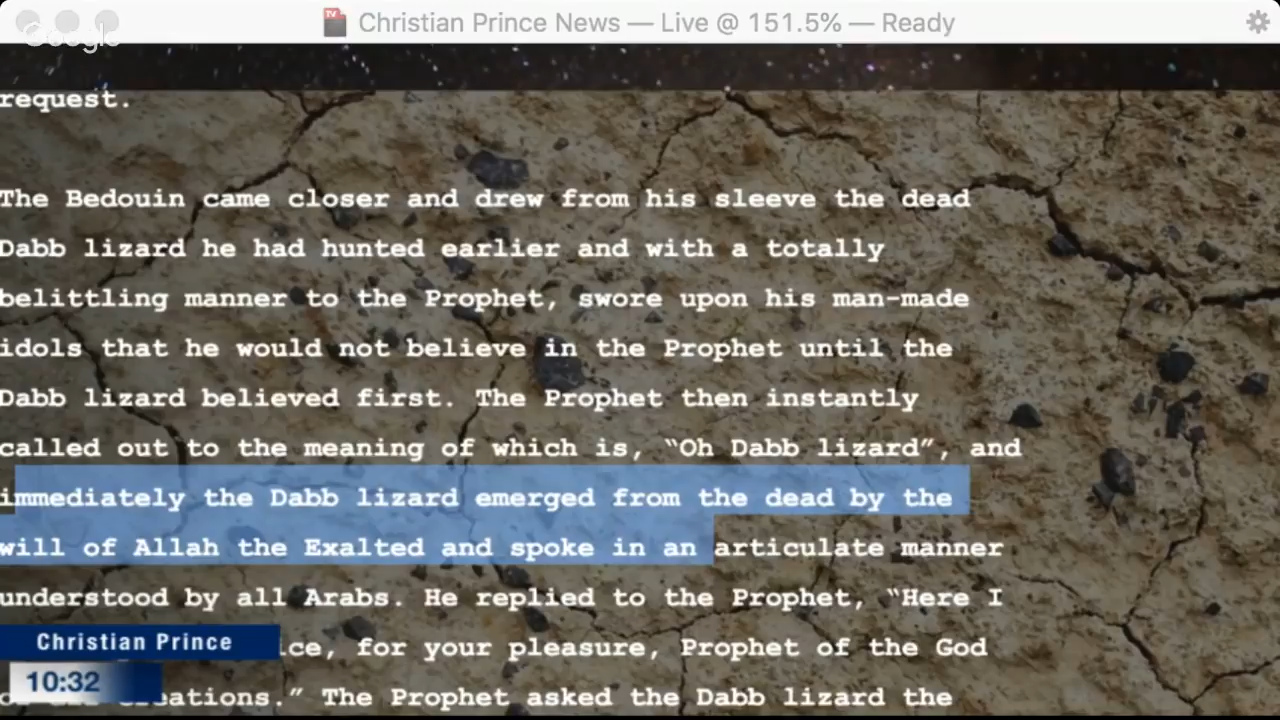 Christian Prince News — Live @ 151.5% — Ready
Google
request.
The Bedouin came closer and drew from his sleeve the dead
Dabb lizard he had hunted earlier and with a totally
belittling manner to the Prophet, swore upon his man-made
idols that he would not believe in the Prophet until the
Dabb lizard believed first. The Prophet then instantly
called out to the meaning of which is, “Oh Dabb lizard”, and
immediately the Dabb lizard emerged from the dead by the
will of Allah the Exalted and spoke in an articulate manner
understood by all Arabs. He replied to the Prophet, “Here I
for your pleasure, Prophet of the God
The Prophet asked the Dabb lizard the
Christian Prince
10:32